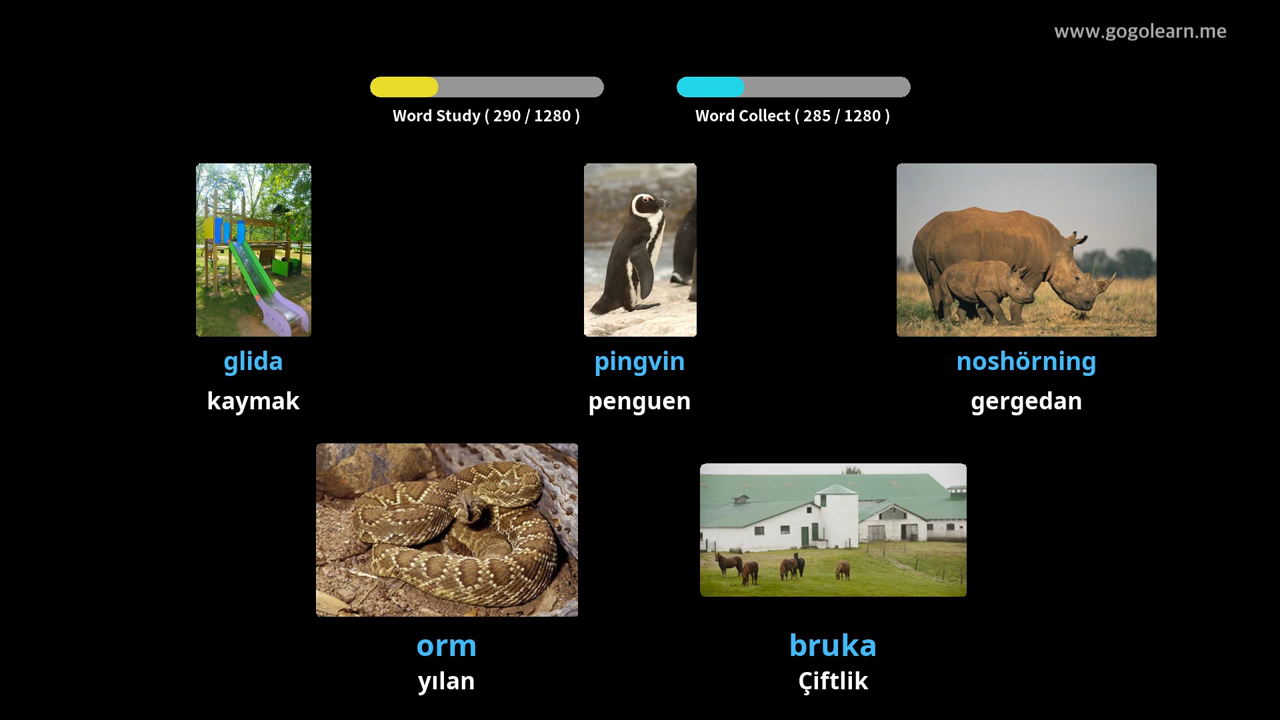 www.gogolearn.me
Word Study ( 290 / 1280 )
Word Collect ( 285 / 1280 )
glida
kaymak
pingvin
penguen
noshörning
gergedan
orm
yılan
bruka
Çiftlik